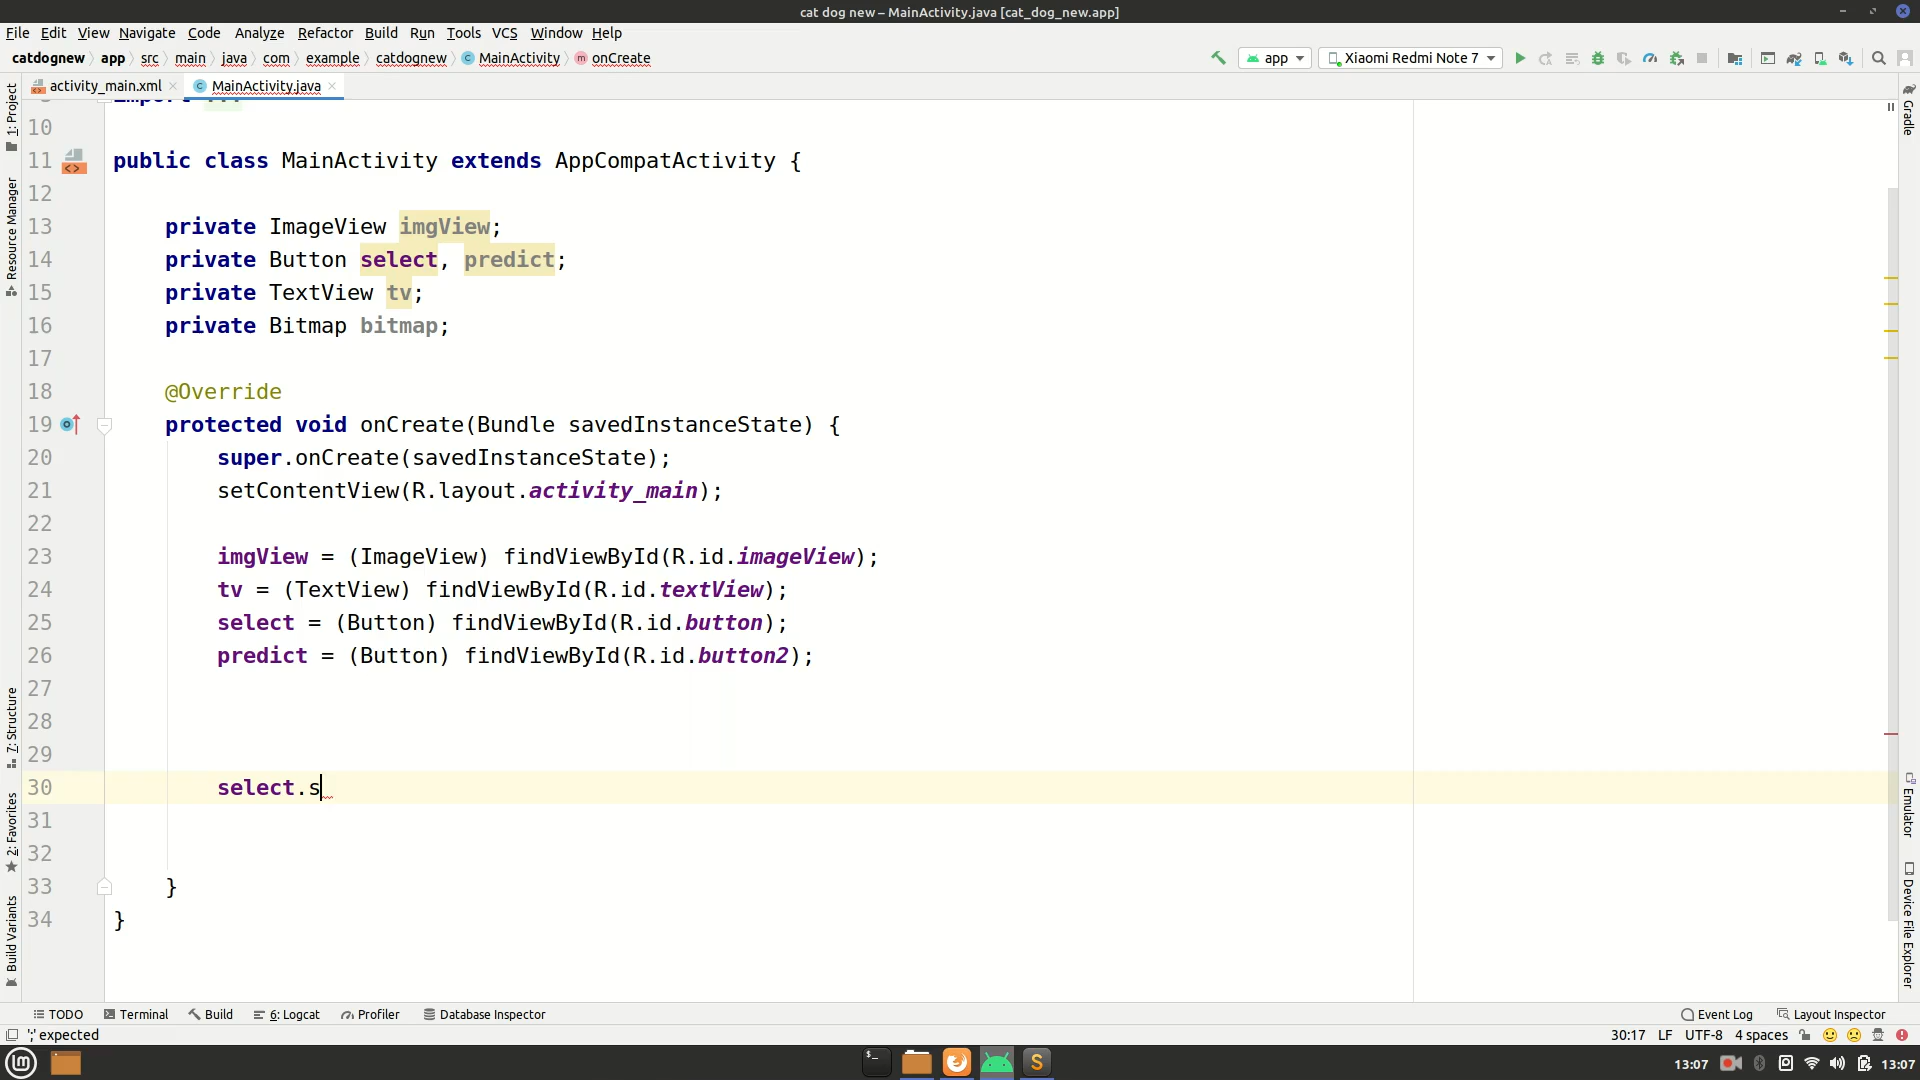 cat dog new – MainActivity.java [cat_dog_new.app]
File Edit View Navigate Code Analyze Refactor Build Run Tools VCS Window Help
catdognew app src main java com example catdognew MainActivity onCreate
app Xiaomi Redmi Note 7
activity_main.xml MainActivity.java
1: Project
Resource Manager
7: Structure
2: Favorites
Build Variants
Gradle
Emulator
Device File Explorer
import ...
10
11 public class MainActivity extends AppCompatActivity {
12
13 private ImageView imgView;
14 private Button select, predict;
15 private TextView tv;
16 private Bitmap bitmap;
17
18 @Override
19 protected void onCreate(Bundle savedInstanceState) {
20 super.onCreate(savedInstanceState);
21 setContentView(R.layout.activity_main);
22
23 imgView = (ImageView) findViewById(R.id.imageView);
24 tv = (TextView) findViewById(R.id.textView);
25 select = (Button) findViewById(R.id.button);
26 predict = (Button) findViewById(R.id.button2);
27
28
29
30 select.s
31
32
33 }
34 }
TODO Terminal Build 6: Logcat Profiler Database Inspector Event Log Layout Inspector
';' expected 30:17 LF UTF-8 4 spaces
13:07 13:07